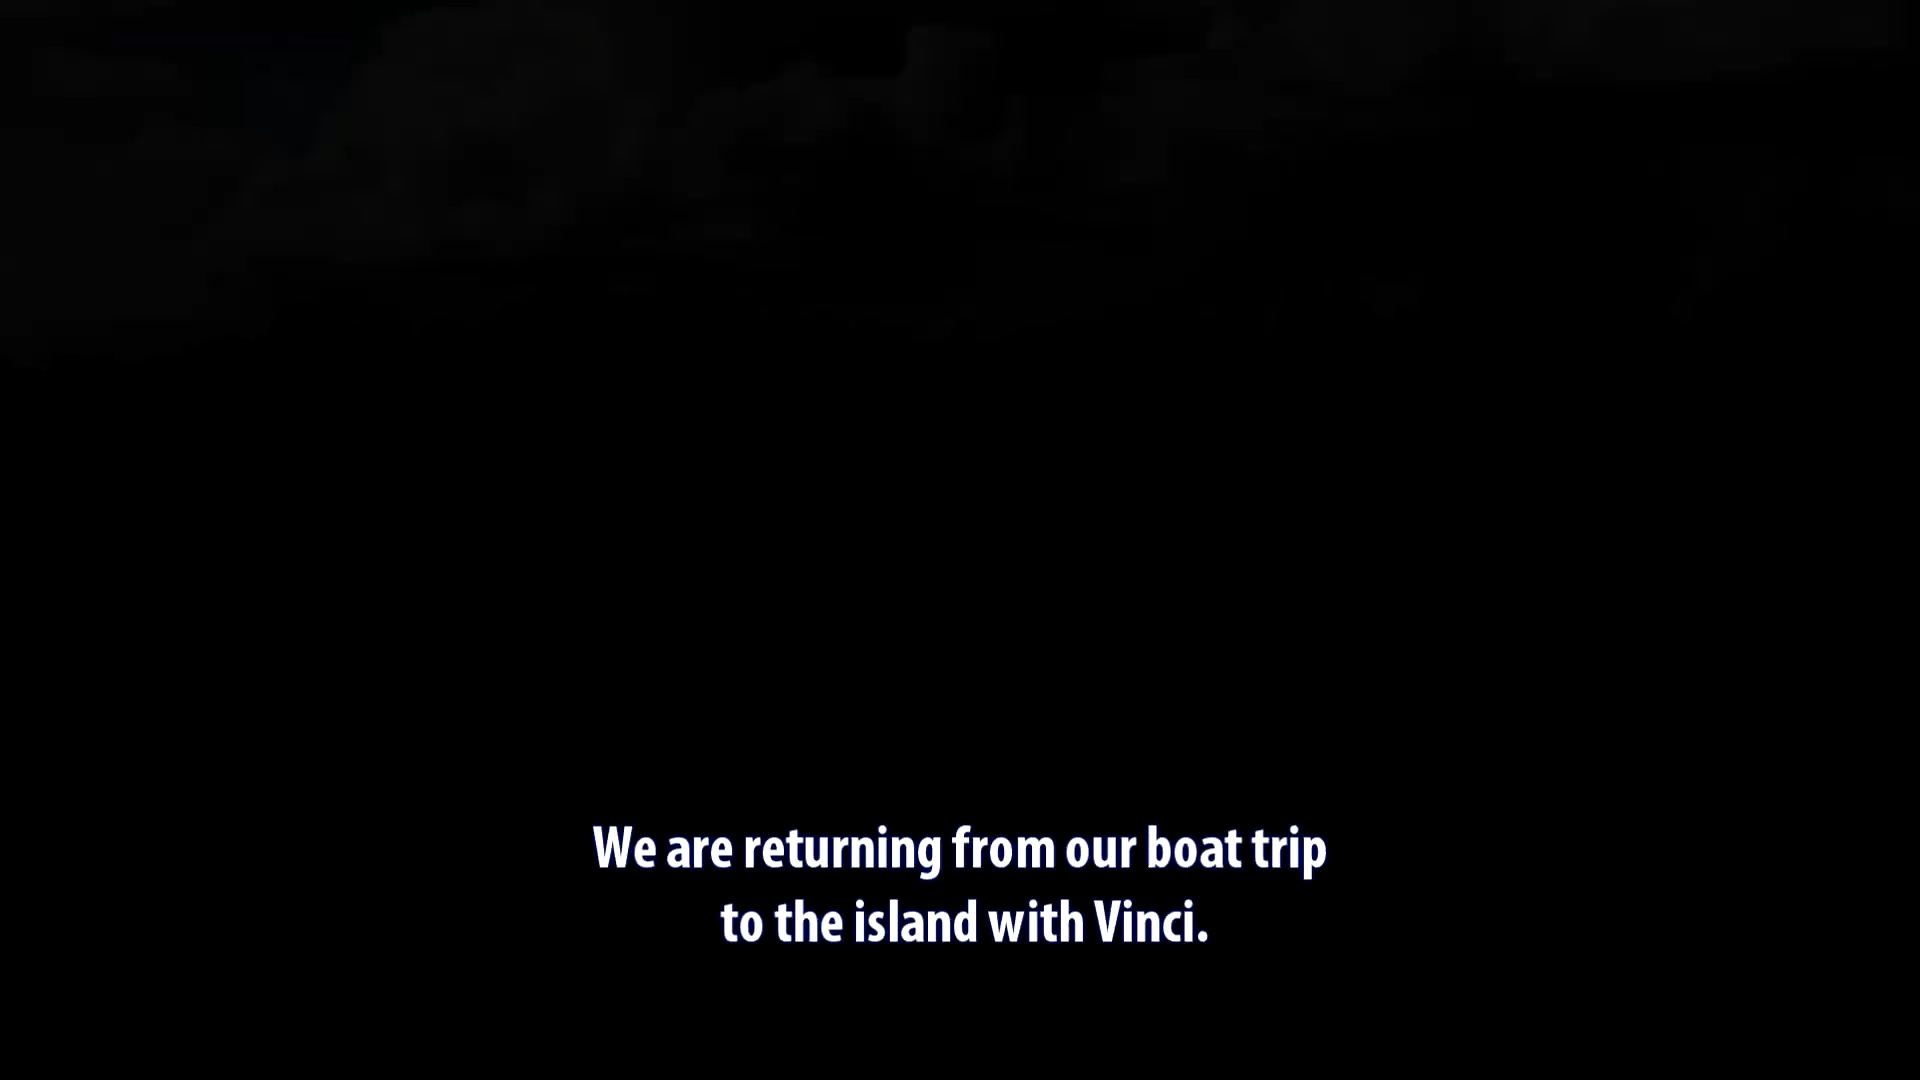 We are returning from our boat trip
to the island with Vinci.